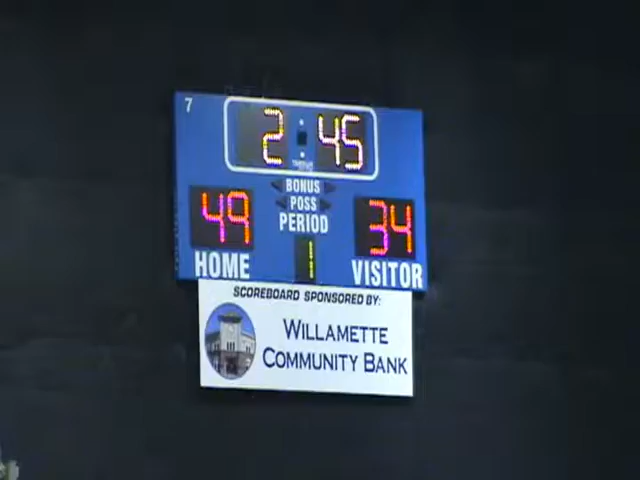 7
2:45
BONUS
POSS
PERIOD
49 1 34
HOME VISITOR
SCOREBOARD SPONSORED BY:
WILLAMETTE
COMMUNITY BANK